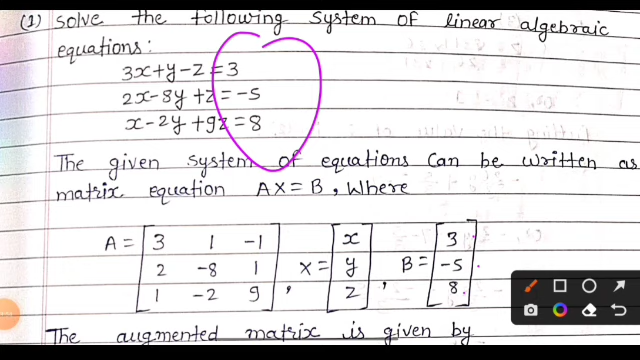 (1) solve the following system of linear algebraic
equations:
3x+y-z=3
2x-8y+z=-5
x-2y+9z=8
The given system of equations can be written as
matrix equation AX=B, where
A = [ 3 1 -1 ] , X = [ x ] , B = [ 3 ]
[ 2 -8 1 ] [ y ] [ -5 ]
[ 1 -2 9 ] [ z ] [ 8 ]
The augmented matrix is given by